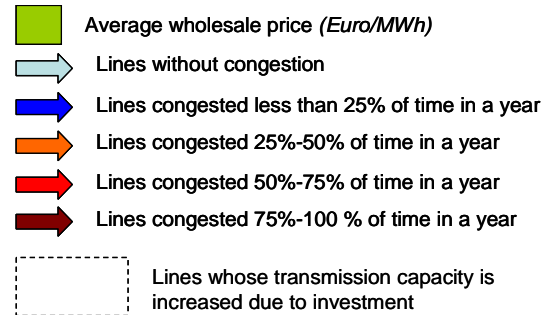 Average wholesale price (Euro/MWh)
Lines without congestion
Lines congested less than 25% of time in a year
Lines congested 25%-50% of time in a year
Lines congested 50%-75% of time in a year
Lines congested 75%-100 % of time in a year
Lines whose transmission capacity is
increased due to investment